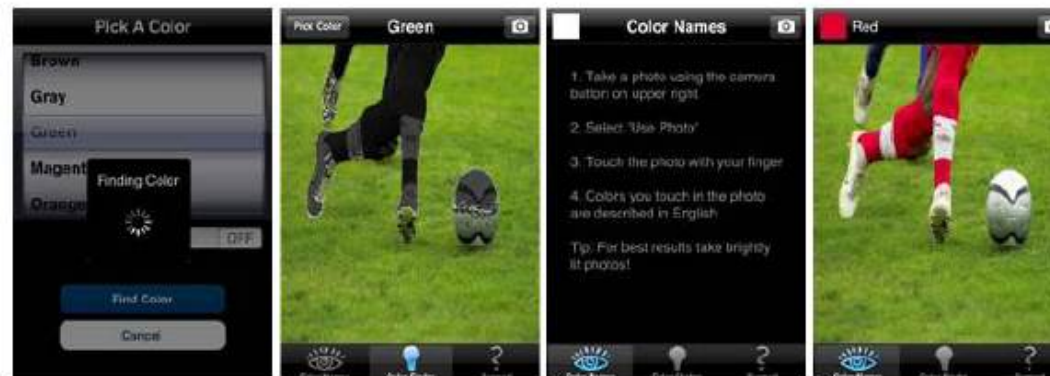 Pick A Color
Brown
Gray
Green
Magent
Orange
Finding Color
OFF
Find Color
Cancel
Pick Color
Green
Color Names
1. Take a photo using the camera
button on upper right
2. Select "Use Photo"
3. Touch the photo with your finger
4. Colors you touch in the photo
are described in English
Tip: For best results take brightly
lit photos!
Red